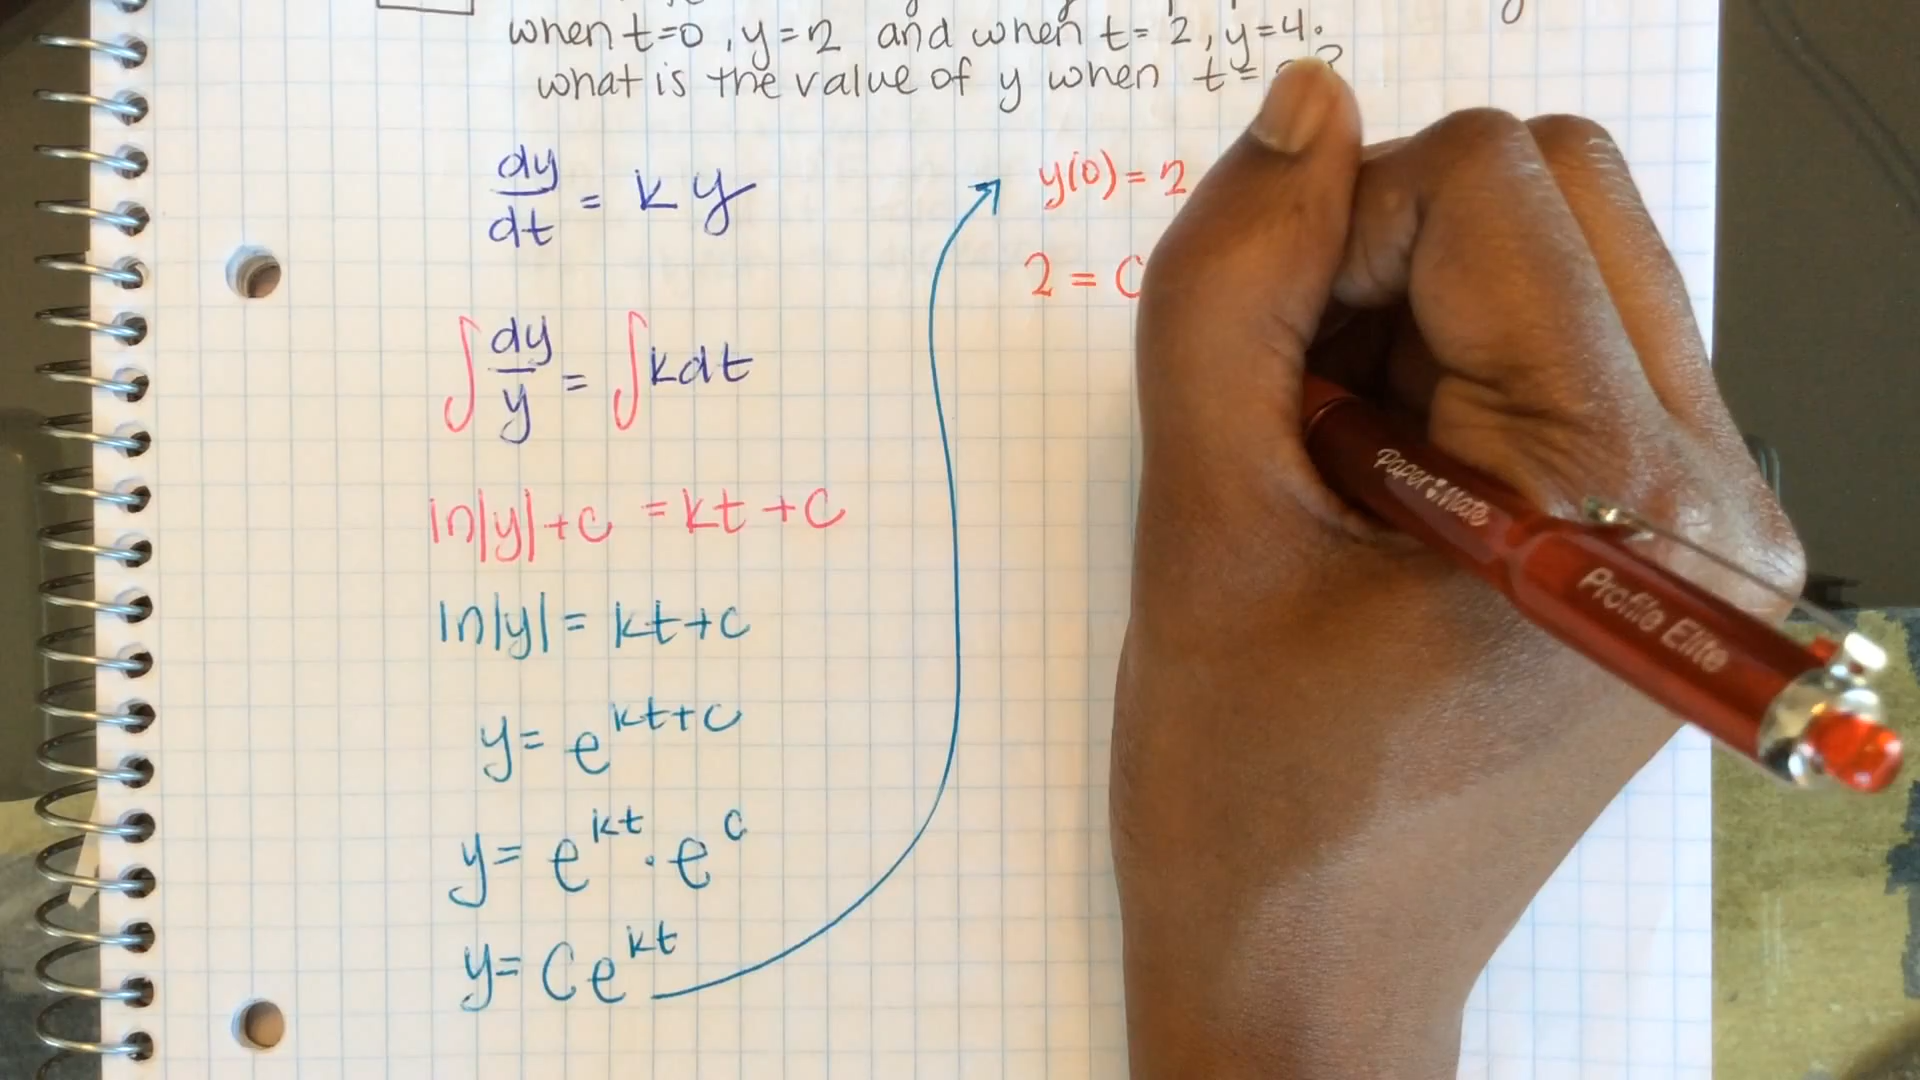 when t=0, y=2 and when t=2, y=4.
what is the value of y when t=
dy/dt = ky
∫ dy/y = ∫ kdt
ln|y|+c = kt+c
ln|y| = kt+c
y= e^{kt+c}
y= e^{kt} · e^{c}
y= Ce^{kt}
y(0)=2
2 = C
Paper:Mate
Profile Elite